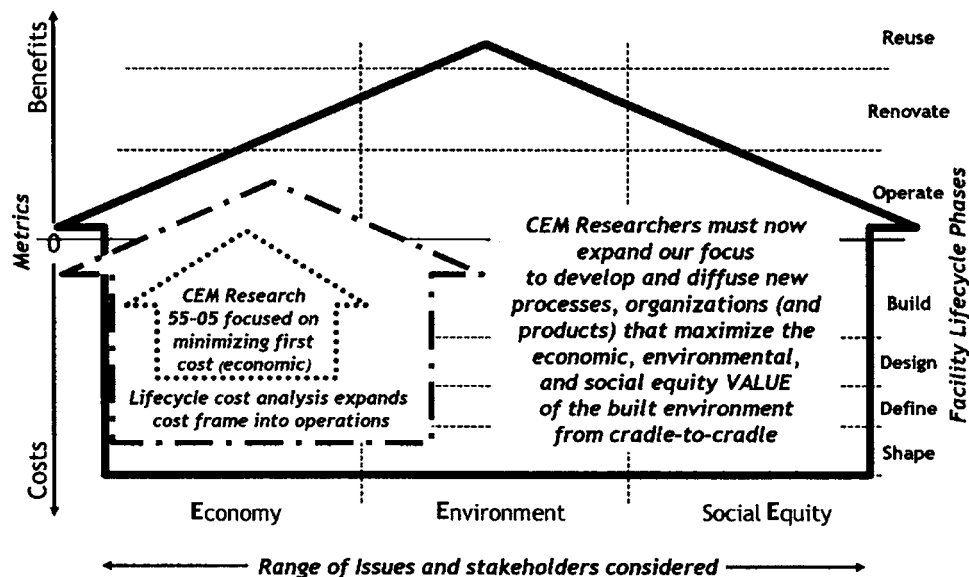 Benefits
Metrics
0
Costs
Reuse
Renovate
Operate
Build
Design
Define
Shape
Facility Lifecycle Phases
CEM Research
55-05 focused on
minimizing first
cost (economic)
Lifecycle cost analysis expands
cost frame into operations
CEM Researchers must now
expand our focus
to develop and diffuse new
processes, organizations (and
products) that maximize the
economic, environmental,
and social equity VALUE
of the built environment
from cradle-to-cradle
Economy
Environment
Social Equity
Range of Issues and stakeholders considered